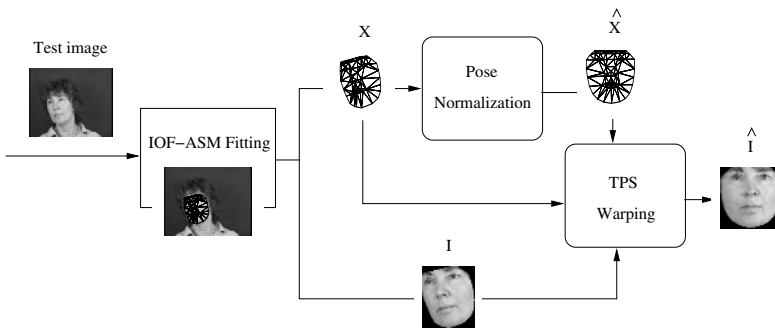 Test image
IOF−ASM Fitting
X
Pose
Normalization
^
X
TPS
Warping
^
I
I